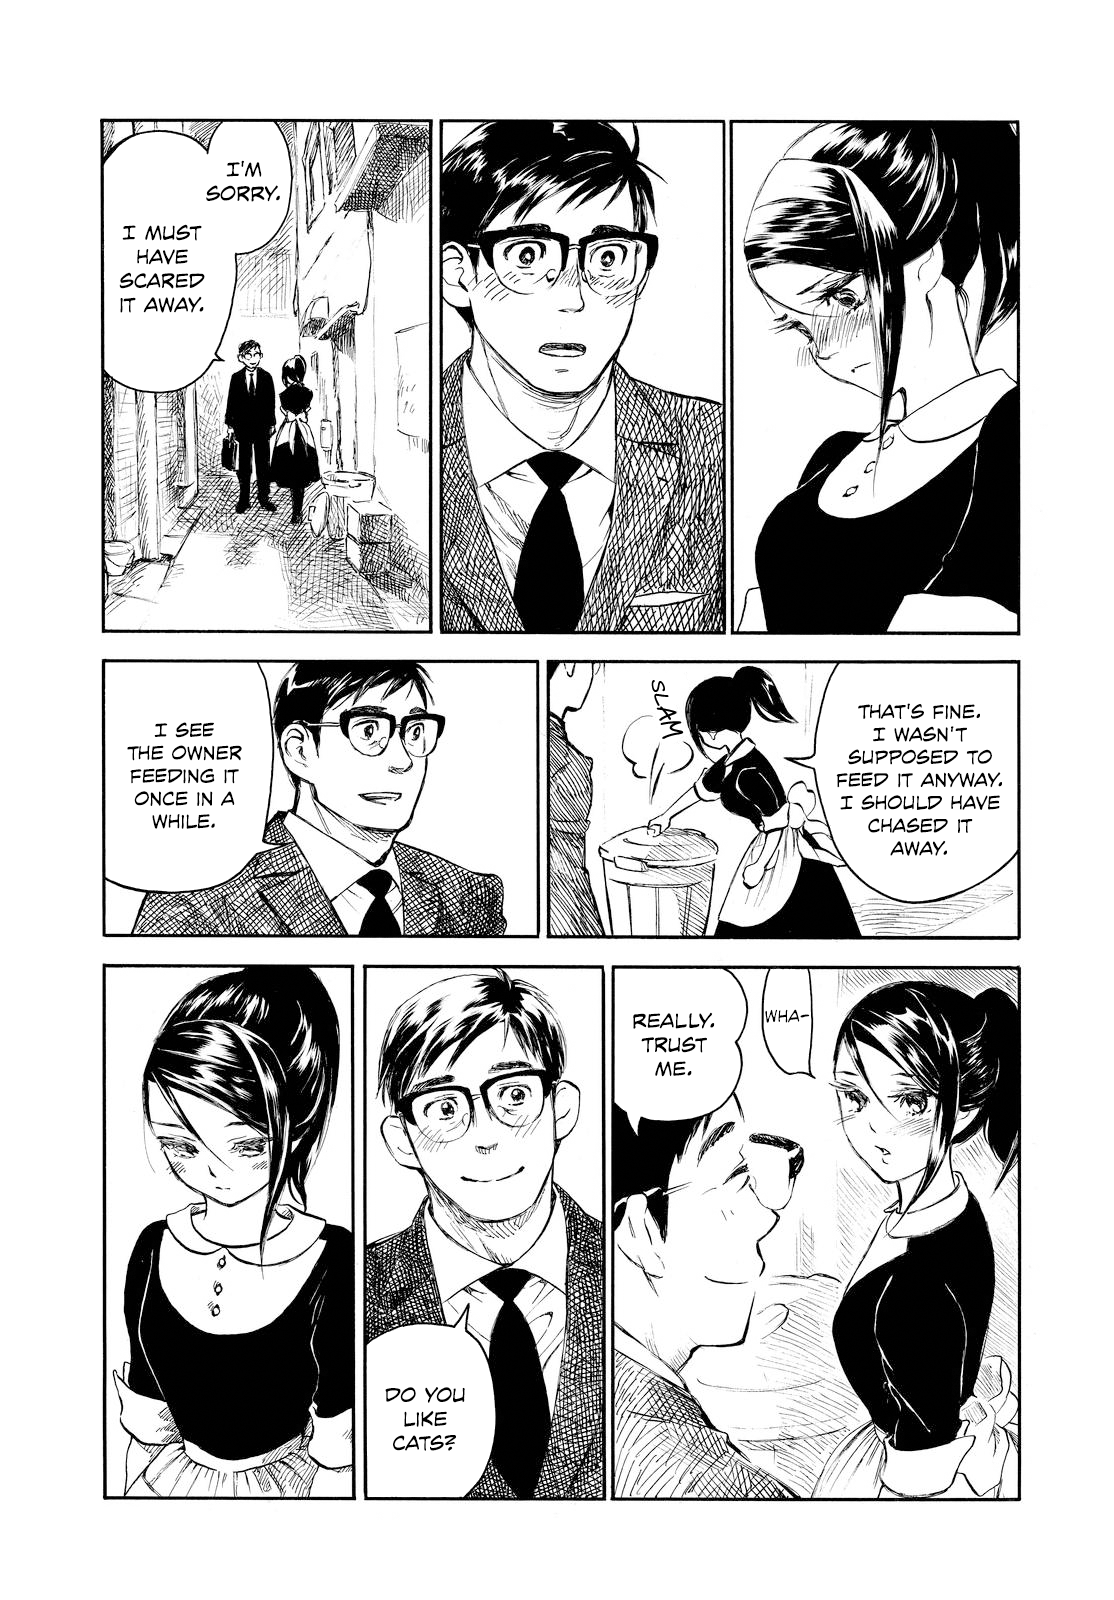 I'M
SORRY.
I MUST
HAVE
SCARED
IT AWAY.
THAT'S FINE.
I WASN'T
SUPPOSED TO
FEED IT ANYWAY.
I SHOULD HAVE
CHASED IT
AWAY.
SLAM
I SEE
THE OWNER
FEEDING IT
ONCE IN A
WHILE.
WHA-
REALLY.
TRUST
ME.
DO YOU
LIKE
CATS?